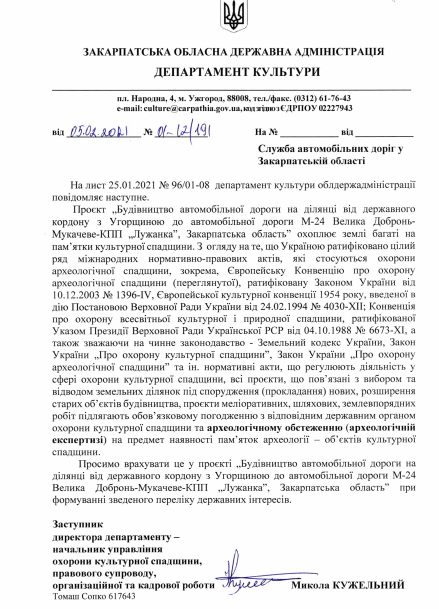 ЗАКАРПАТСЬКА ОБЛАСНА ДЕРЖАВНА АДМІНІСТРАЦІЯ
ДЕПАРТАМЕНТ КУЛЬТУРИ
пл. Народна, 4, м. Ужгород, 88008, тел./факс. (0312) 61-76-43
e-mail: culture@carpathia.gov.ua, код згідно з ЄДРПОУ 02227943
від 05.02.2021 № 01-12/191 На № від
Служба автомобільних доріг у
Закарпатській області
На лист 25.01.2021 № 96/01-08 департамент культури облдержадміністрації
повідомляє наступне.
Проєкт „Будівництво автомобільної дороги на ділянці від державного
кордону з Угорщиною до автомобільної дороги М-24 Велика Добронь-
Мукачеве-КПП „Лужанка”, Закарпатська область” охоплює землі багаті на
пам’ятки культурної спадщини. З огляду на те, що Україною ратифіковано цілий
ряд міжнародних нормативно-правових актів, які стосуються охорони
археологічної спадщини, зокрема, Європейську Конвенцію про охорону
археологічної спадщини (переглянутої), ратифіковану Законом України від
10.12.2003 № 1396-IV, Європейської культурної конвенції 1954 року, введеної в
дію Постановою Верховної Ради України від 24.02.1994 № 4030-XII; Конвенція
про охорону всесвітньої культурної і природної спадщини, ратифікованої
Указом Президії Верховної Ради Української РСР від 04.10.1988 № 6673-XI, а
також зважаючи на чинне законодавство - Земельний кодекс України, Закон
України „Про охорону культурної спадщини”, Закон України „Про охорону
археологічної спадщини” та ін. нормативні акти, що регулюють діяльність у
сфері охорони культурної спадщини, всі проєкти, що пов’язані з вибором та
відводом земельних ділянок під спорудження (прокладання) нових, розширення
старих об’єктів будівництва, проєкти меліоративних, шляхових, землевпорядних
робіт підлягають обов’язковому погодженню з відповідним державним органом
охорони культурної спадщини та археологічному обстеженню (археологічній
експертизі) на предмет наявності пам’яток археології – об’єктів культурної
спадщини.
Просимо врахувати це у проєкті „Будівництво автомобільної дороги на
ділянці від державного кордону з Угорщиною до автомобільної дороги М-24
Велика Добронь-Мукачеве-КПП „Лужанка”, Закарпатська область” при
формуванні зведеного переліку державних інтересів.
Заступник
директора департаменту –
начальник управління
охорони культурної спадщини,
правового супроводу,
організаційної та кадрової роботи Микола КУЖЕЛЬНИЙ
Томаш Сопко 617643